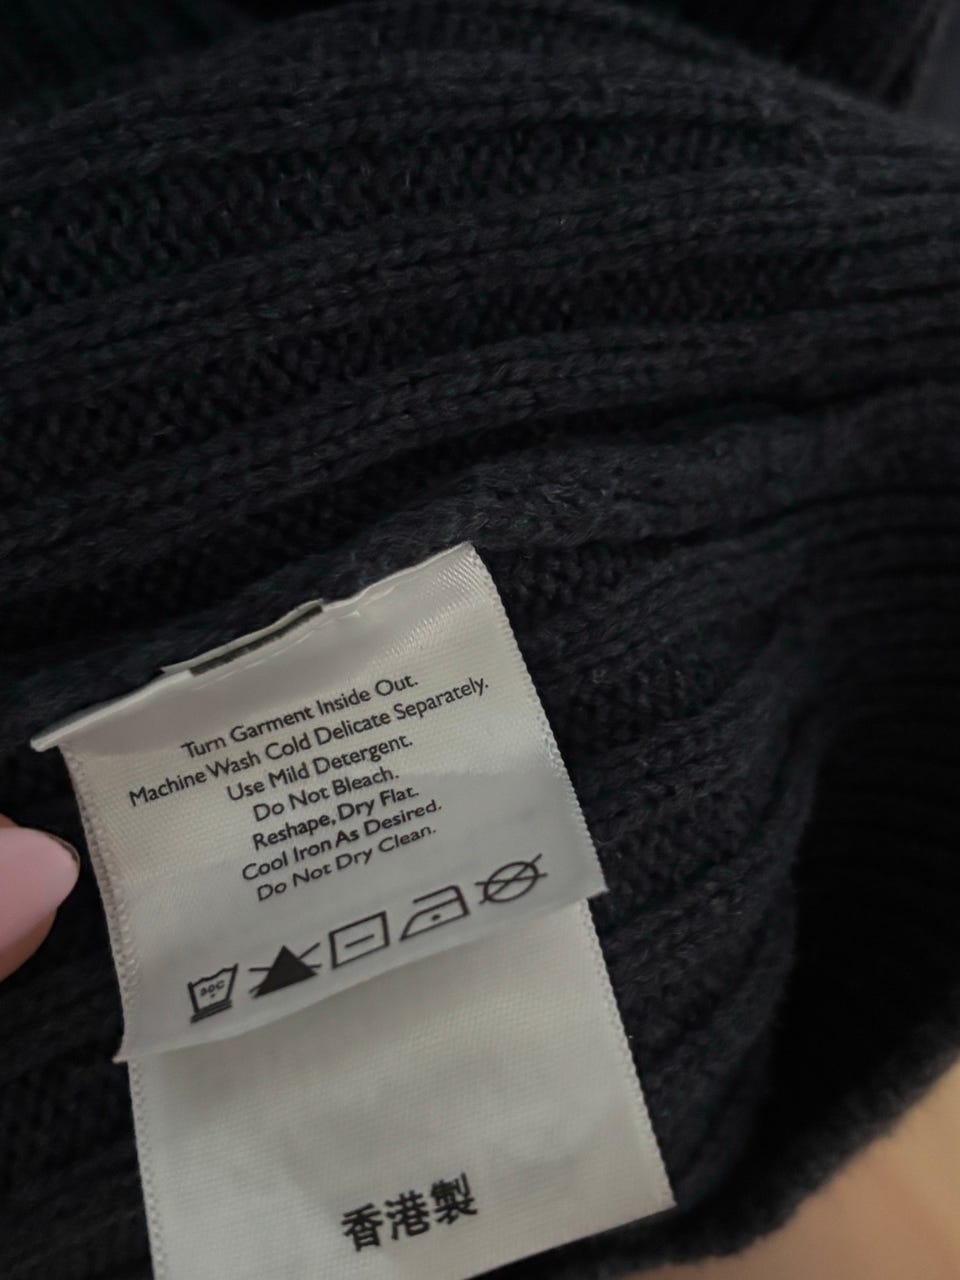 Turn Garment Inside Out.
Machine Wash Cold Delicate Separately.
Use Mild Detergent.
Do Not Bleach.
Reshape, Dry Flat.
Cool Iron As Desired.
Do Not Dry Clean.
30C
香港製